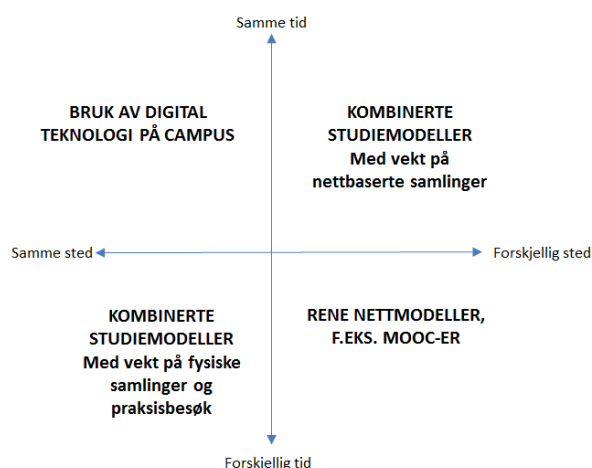 Samme tid
BRUK AV DIGITAL
TEKNOLOGI PÅ CAMPUS
KOMBINERTE
STUDIEMODELLER
Med vekt på
nettbaserte samlinger
Samme sted
Forskjellig sted
KOMBINERTE
STUDIEMODELLER
Med vekt på fysiske
samlinger og
praksisbesøk
RENE NETTMODELLER,
F.EKS. MOOC-ER
Forskjellig tid